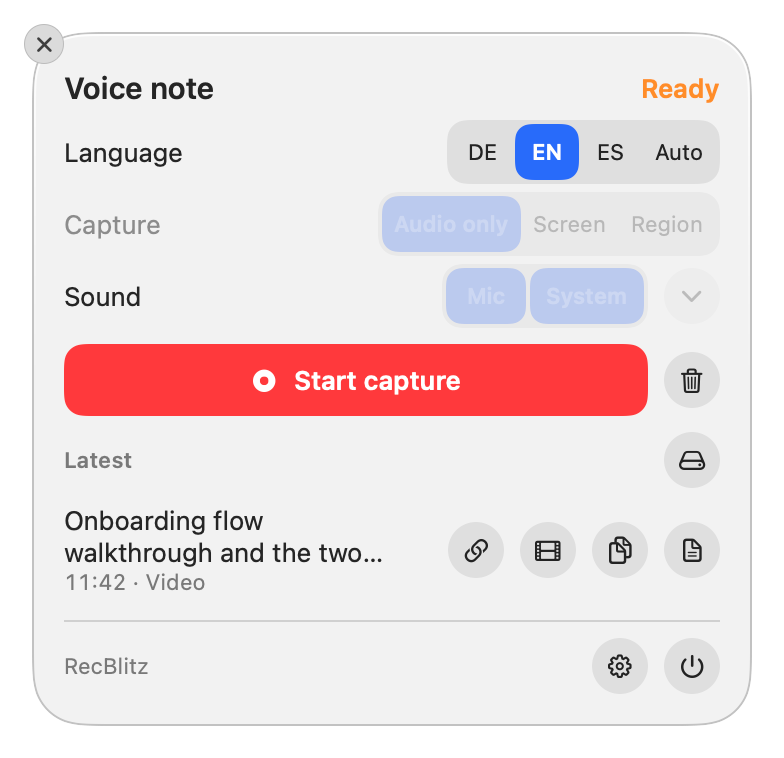 Voice note
Ready
Language
DE EN ES Auto
Capture
Audio only Screen Region
Sound
Mic System
Start capture
Latest
Onboarding flow
walkthrough and the two…
11:42 · Video
RecBlitz